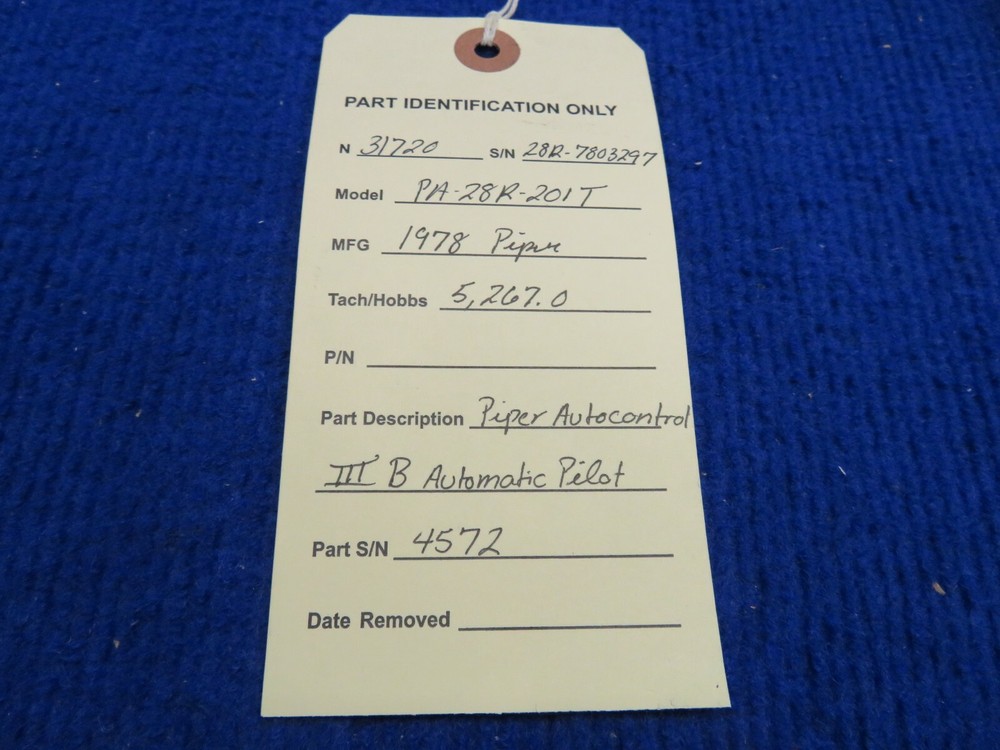 PART IDENTIFICATION ONLY
N 31720 S/N 28R-7803297
Model PA-28R-201T
MFG 1978 Piper
Tach/Hobbs 5,267.0
P/N
Part Description Piper Autocontrol
III B Automatic Pilot
Part S/N 4572
Date Removed